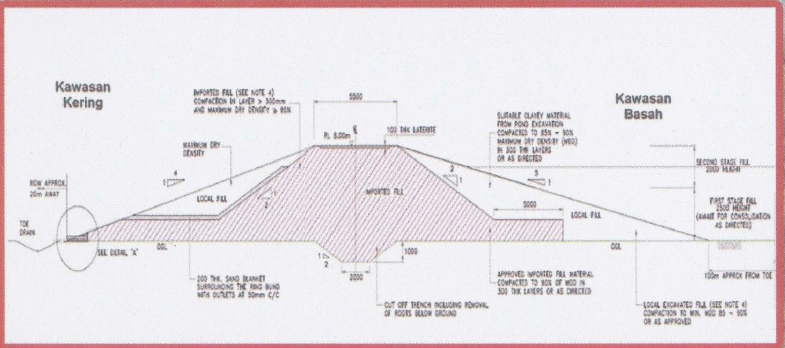 Kawasan
Kering
IMPORTED FILL (SEE NOTE 4)
COMPACTION IN LAYER > 300mm
AND MAXIMUM DRY DENSITY ≥ 95%
5500
Kawasan
Basah
RL 8.00m
100 THK LATERITE
SUITABLE CLAYEY MATERIAL
FROM POND EXCAVATION
COMPACTED TO 85% - 90%
MAXIMUM DRY DENSITY (MDD)
IN 300 THK LAYERS
OR AS DIRECTED
MAXIMUM DRY
DENSITY
SECOND STAGE FILL
2000 HEIGHT
ROW APPROX.
20m AWAY
4
1
2
1
5
1
LOCAL FILL
IMPORTED FILL
5000
LOCAL FILL
FIRST STAGE FILL
2500 HEIGHT
(AWAIT FOR CONSOLIDATION
AS DIRECTED)
1
2
TOE
DRAIN
SEE DETAIL "A"
OGL
1
2
2000
1000
OGL
100m APPROX FROM TOE
200 THK. SAND BLANKET
SURROUNDING THE RING BUND
WITH OUTLETS AT 50mm C/C
APPROVED IMPORTED FILL MATERIAL
COMPACTED TO 90% OF MDD IN
300 THK LAYERS OR AS DIRECTED
CUT OFF TRENCH INCLUDING REMOVAL
OF ROOTS BELOW GROUND
LOCAL EXCAVATED FILL (SEE NOTE 4)
COMPACTION TO MIN. MDD 85 - 90%
OR AS APPROVED